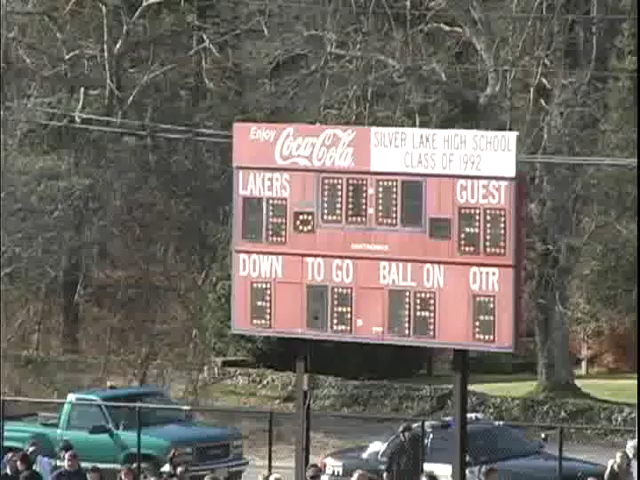 Enjoy
Coca-Cola
SILVER LAKE HIGH SCHOOL
CLASS OF 1992
LAKERS
GUEST
DOWN TO GO BALL ON QTR